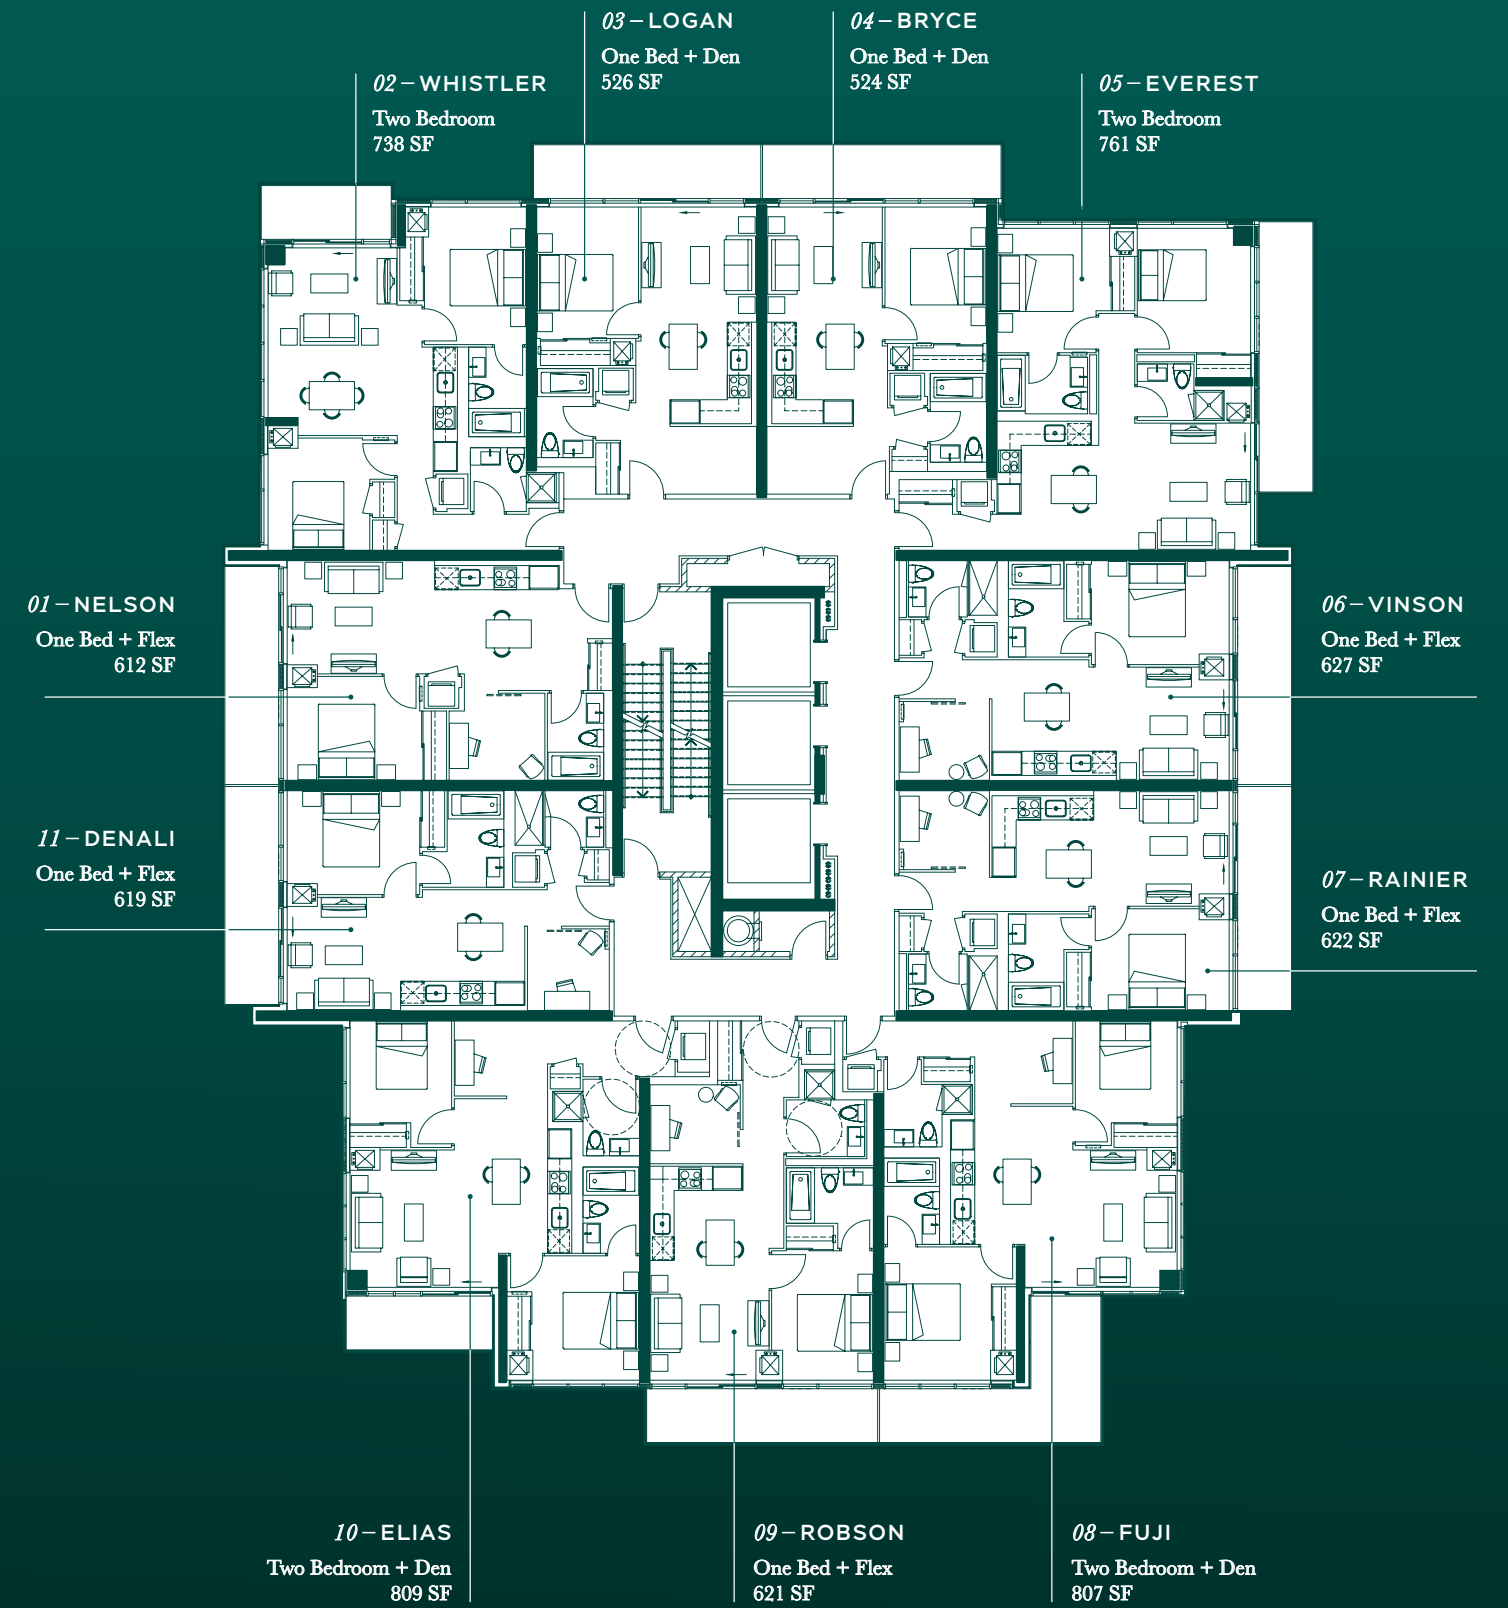 03 – LOGAN
One Bed + Den
526 SF
04 – BRYCE
One Bed + Den
524 SF
02 – WHISTLER
Two Bedroom
738 SF
05 – EVEREST
Two Bedroom
761 SF
01 – NELSON
One Bed + Flex
612 SF
06 – VINSON
One Bed + Flex
627 SF
11 – DENALI
One Bed + Flex
619 SF
07 – RAINIER
One Bed + Flex
622 SF
10 – ELIAS
Two Bedroom + Den
809 SF
09 – ROBSON
One Bed + Flex
621 SF
08 – FUJI
Two Bedroom + Den
807 SF